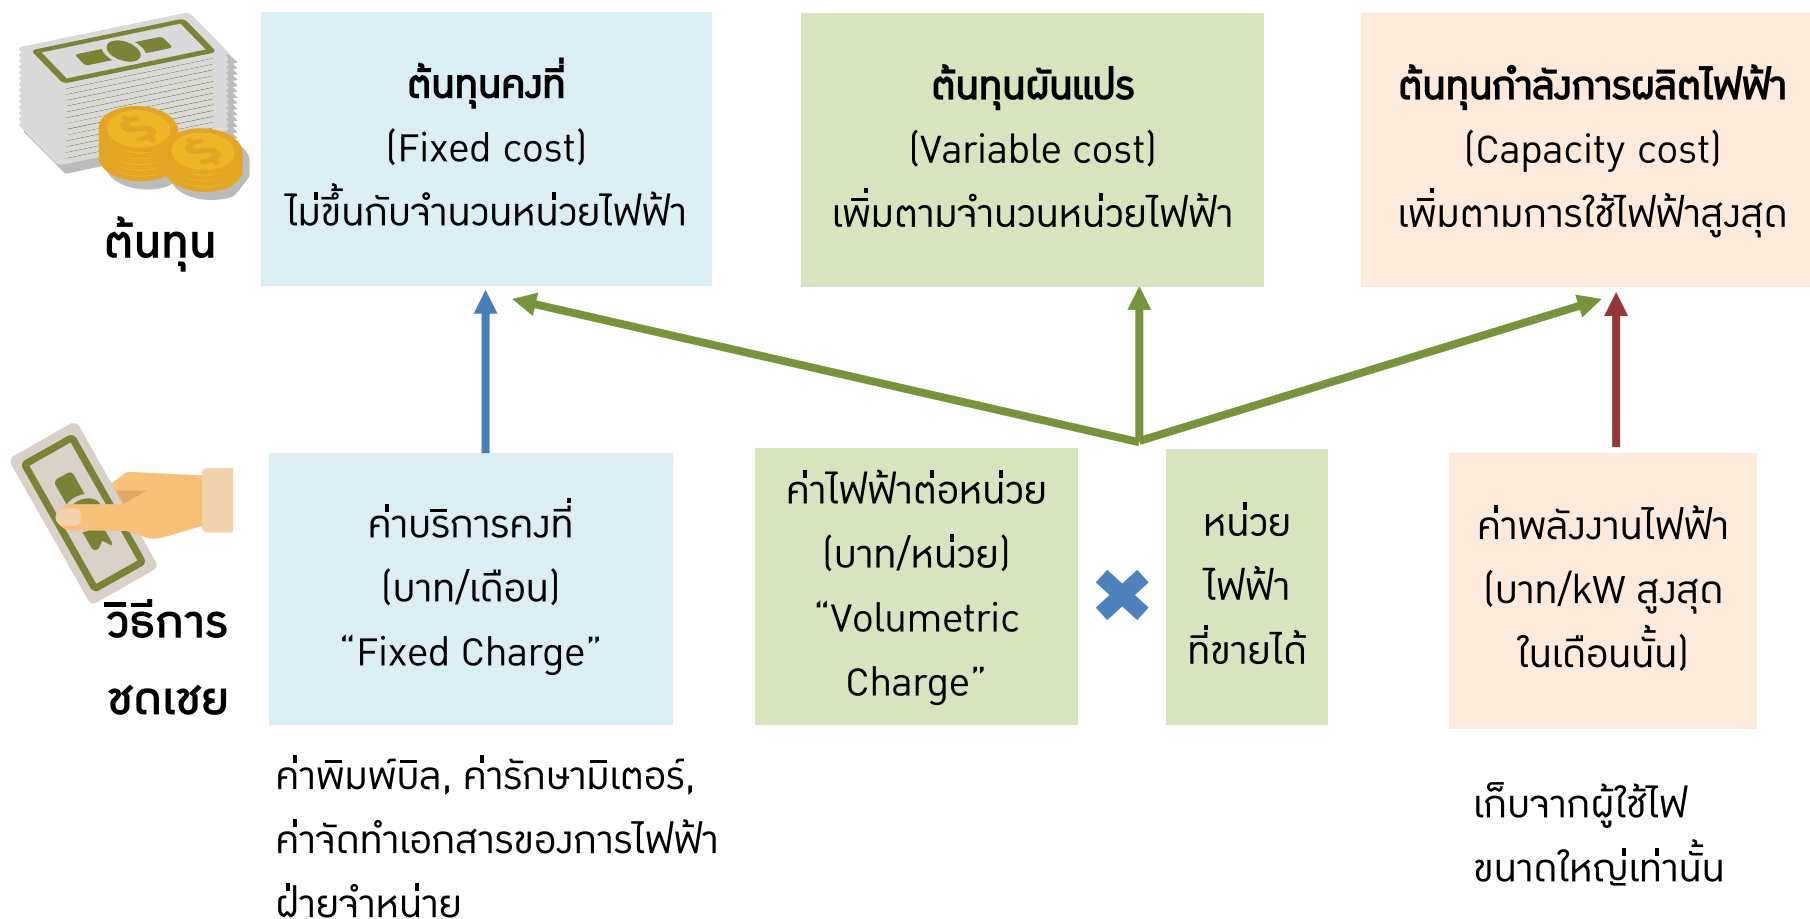 ต้นทุน
ต้นทุนคงที่
(Fixed cost)
ไม่ขึ้นกับจำนวนหน่วยไฟฟ้า
ต้นทุนผันแปร
(Variable cost)
เพิ่มตามจำนวนหน่วยไฟฟ้า
ต้นทุนกำลังการผลิตไฟฟ้า
(Capacity cost)
เพิ่มตามการใช้ไฟฟ้าสูงสุด
วิธีการ
ชดเชย
ค่าบริการคงที่
(บาท/เดือน)
“Fixed Charge”
ค่าไฟฟ้าต่อหน่วย
(บาท/หน่วย)
“Volumetric
Charge”
หน่วย
ไฟฟ้า
ที่ขายได้
ค่าพลังงานไฟฟ้า
(บาท/kW สูงสุด
ในเดือนนั้น)
ค่าพิมพ์บิล, ค่ารักษามิเตอร์,
ค่าจัดทำเอกสารของการไฟฟ้า
ฝ่ายจำหน่าย
เก็บจากผู้ใช้ไฟ
ขนาดใหญ่เท่านั้น